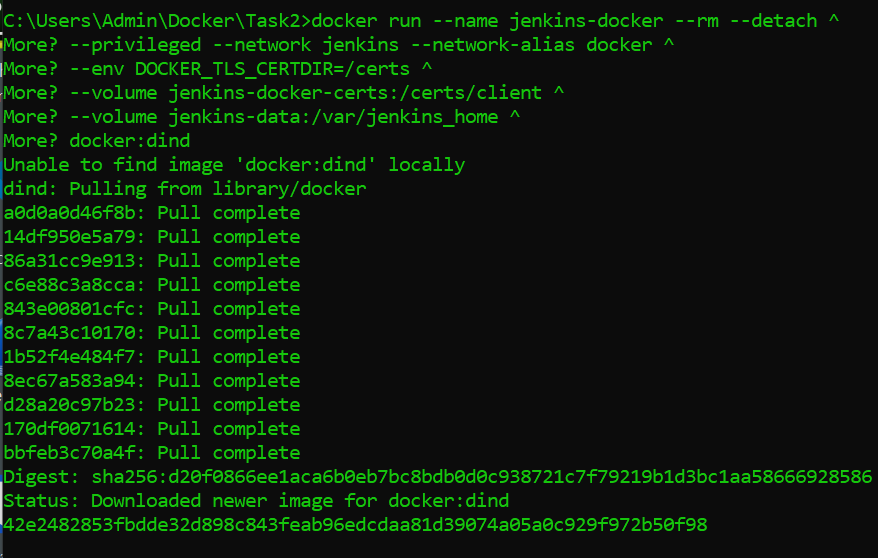 C:\Users\Admin\Docker\Task2>docker run --name jenkins-docker --rm --detach ^
More? --privileged --network jenkins --network-alias docker ^
More? --env DOCKER_TLS_CERTDIR=/certs ^
More? --volume jenkins-docker-certs:/certs/client ^
More? --volume jenkins-data:/var/jenkins_home ^
More? docker:dind
Unable to find image 'docker:dind' locally
dind: Pulling from library/docker
a0d0a0d46f8b: Pull complete
14df950e5a79: Pull complete
86a31cc9e913: Pull complete
c6e88c3a8cca: Pull complete
843e00801cfc: Pull complete
8c7a43c10170: Pull complete
1b52f4e484f7: Pull complete
8ec67a583a94: Pull complete
d28a20c97b23: Pull complete
170df0071614: Pull complete
bbfeb3c70a4f: Pull complete
Digest: sha256:d20f0866ee1aca6b0eb7bc8bdb0d0c938721c7f79219b1d3bc1aa58666928586
Status: Downloaded newer image for docker:dind
42e2482853fbdde32d898c843feab96edcdaa81d39074a05a0c929f972b50f98